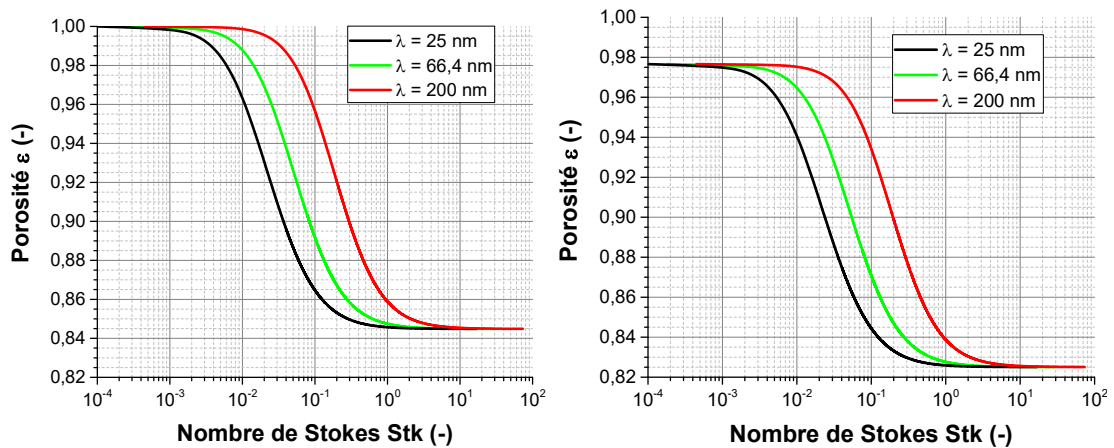 1,00
0,98
0,96
0,94
0,92
0,90
0,88
0,86
0,84
0,82
Porosité ε (-)
λ = 25 nm
λ = 66,4 nm
λ = 200 nm
10-4 10-3 10-2 10-1 100 101 102
Nombre de Stokes Stk (-)
1,00
0,98
0,96
0,94
0,92
0,90
0,88
0,86
0,84
0,82
Porosité ε (-)
λ = 25 nm
λ = 66,4 nm
λ = 200 nm
10-4 10-3 10-2 10-1 100 101 102
Nombre de Stokes Stk (-)